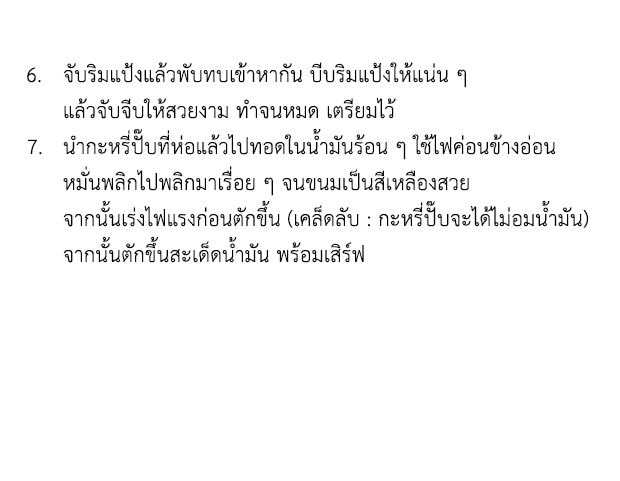 6. จับริมแป้งแล้วพับทบเข้าหากัน บีบริมแป้งให้แน่น ๆ
แล้วจับจีบให้สวยงาม ทำจนหมด เตรียมไว้
7. นำกะหรี่ปั๊บที่ห่อแล้วไปทอดในน้ำมันร้อน ๆ ใช้ไฟค่อนข้างอ่อน
หมั่นพลิกไปพลิกมาเรื่อย ๆ จนขนมเป็นสีเหลืองสวย
จากนั้นเร่งไฟแรงก่อนตักขึ้น (เคล็ดลับ : กะหรี่ปั๊บจะได้ไม่อมน้ำมัน)
จากนั้นตักขึ้นสะเด็ดน้ำมัน พร้อมเสิร์ฟ